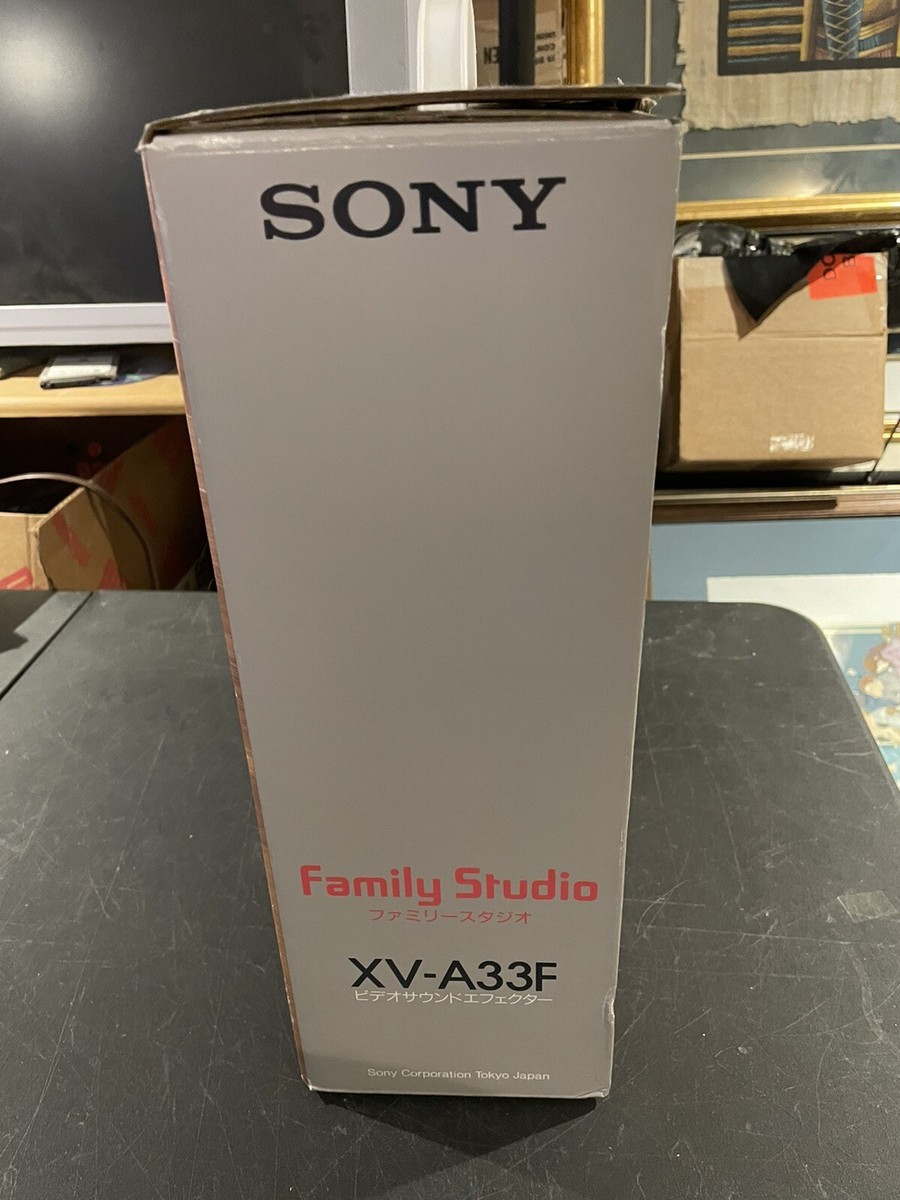 SONY
Family Studio
ファミリースタジオ
XV-A33F
ビデオサウンドエフェクター
Sony Corporation Tokyo Japan